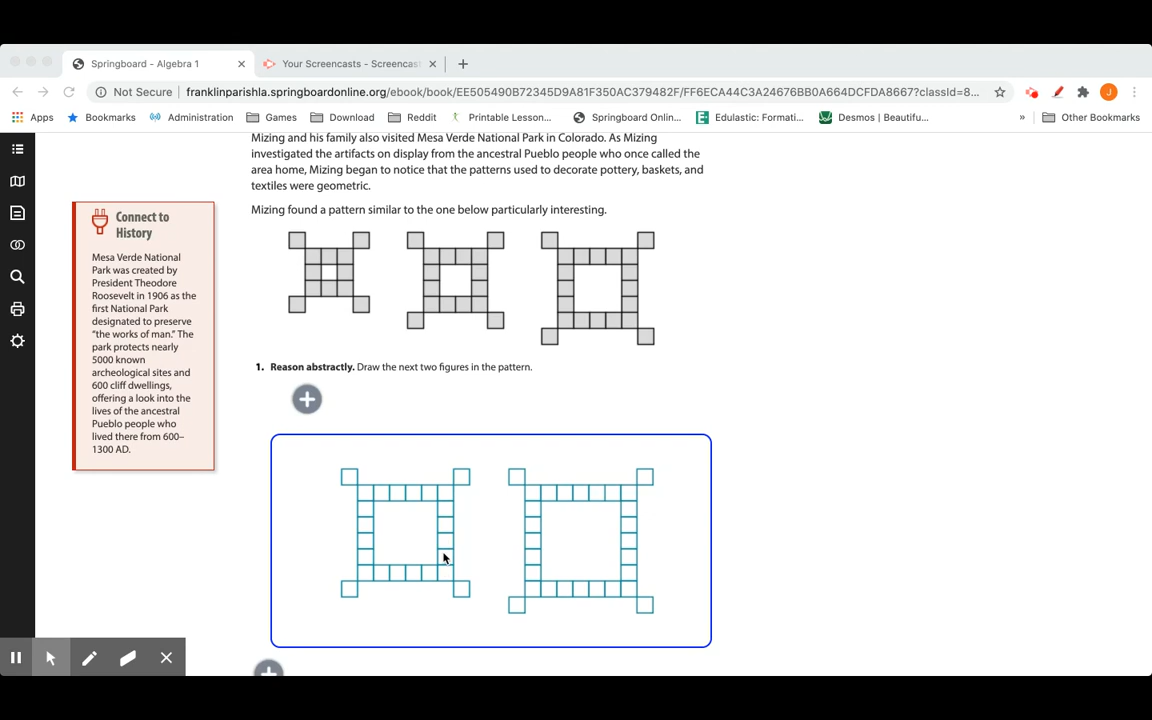 Springboard - Algebra 1
Your Screencasts - Screencast
Not Secure | franklinparishla.springboardonline.org/ebook/book/EE505490B72345D9A81F350AC379482F/FF6ECA44C3A24676BB0A664DCFDA8667?classId=8...
J
Apps Bookmarks Administration Games Download Reddit Printable Lesson... Springboard Onlin... Edulastic: Formati... Desmos | Beautifu... » Other Bookmarks
Mizing and his family also visited Mesa Verde National Park in Colorado. As Mizing
investigated the artifacts on display from the ancestral Pueblo people who once called the
area home, Mizing began to notice that the patterns used to decorate pottery, baskets, and
textiles were geometric.
Mizing found a pattern similar to the one below particularly interesting.
Connect to
History
Mesa Verde National
Park was created by
President Theodore
Roosevelt in 1906 as the
first National Park
designated to preserve
“the works of man.” The
park protects nearly
5000 known
archeological sites and
600 cliff dwellings,
offering a look into the
lives of the ancestral
Pueblo people who
lived there from 600–
1300 AD.
1. Reason abstractly. Draw the next two figures in the pattern.